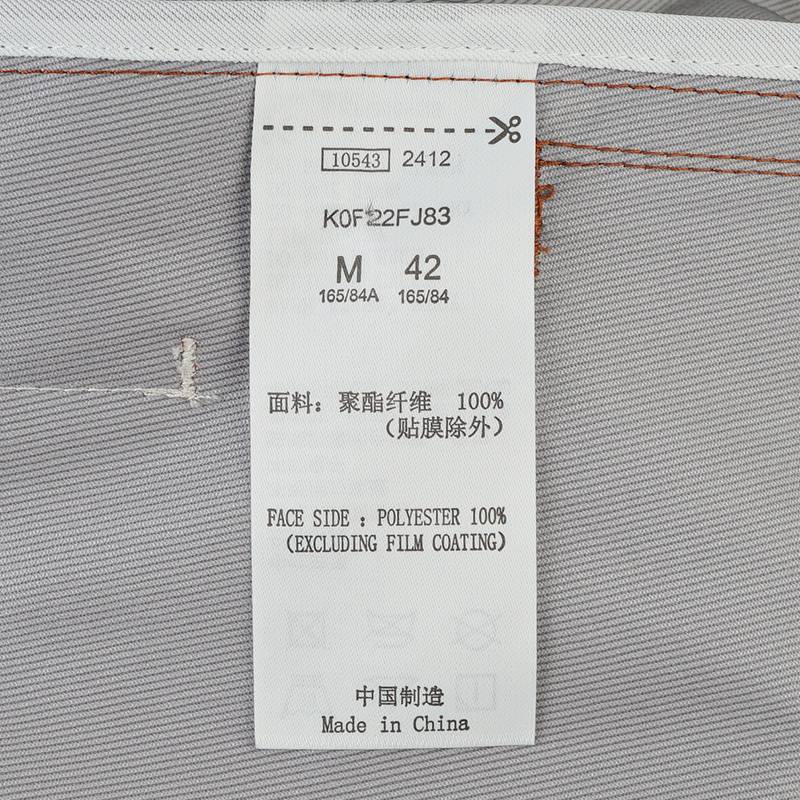 10543 2412
K0F22FJ83
M 42
165/84A 165/84
面料：聚酯纤维 100%
（贴膜除外）
FACE SIDE : POLYESTER 100%
(EXCLUDING FILM COATING)
中国制造
Made in China